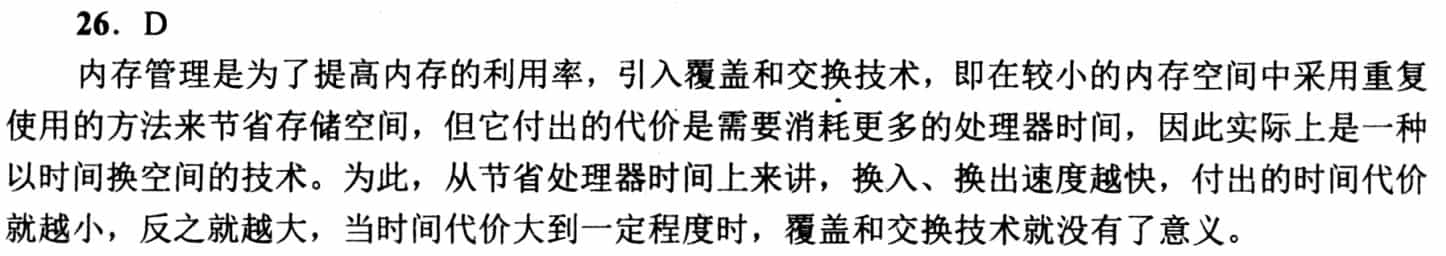 26．D
内存管理是为了提高内存的利用率，引入覆盖和交换技术，即在较小的内存空间中采用重复
使用的方法来节省存储空间，但它付出的代价是需要消耗更多的处理器时间，因此实际上是一种
以时间换空间的技术。为此，从节省处理器时间上来讲，换入、换出速度越快，付出的时间代价
就越小，反之就越大，当时间代价大到一定程度时，覆盖和交换技术就没有了意义。